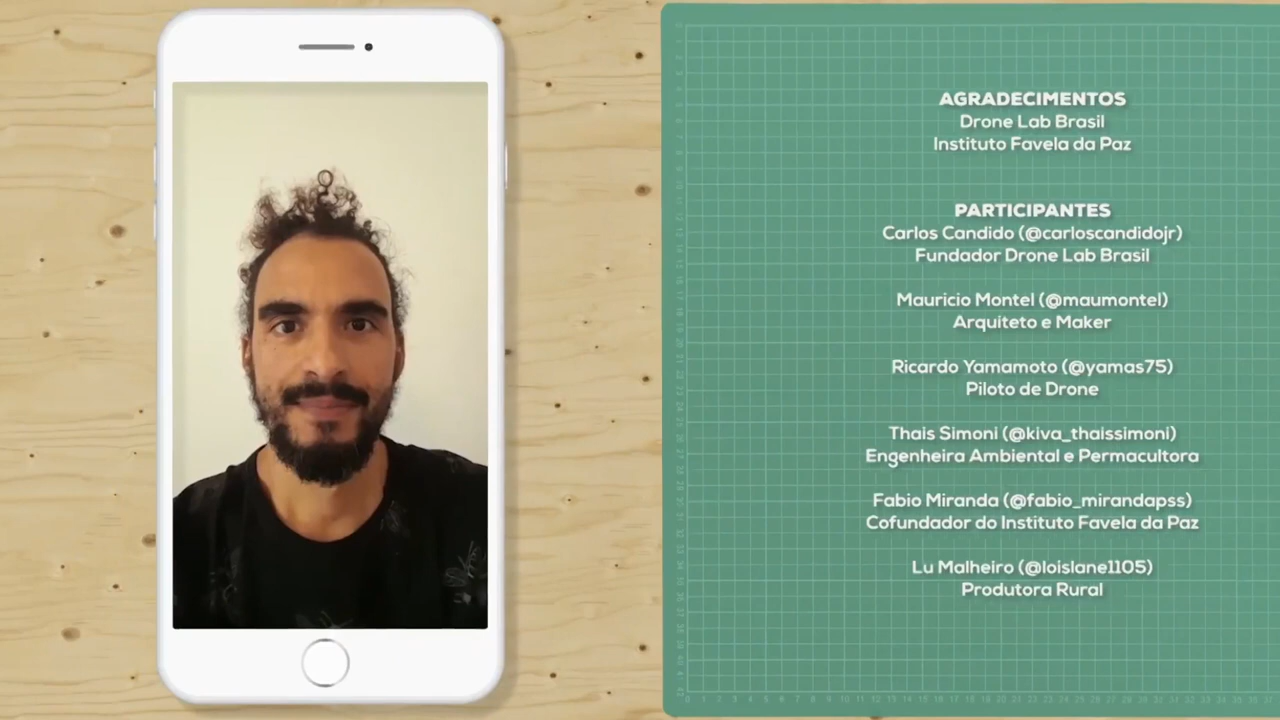 AGRADECIMENTOS
Drone Lab Brasil
Instituto Favela da Paz
PARTICIPANTES
Carlos Candido (@carloscandidojr)
Fundador Drone Lab Brasil
Mauricio Montel (@maumontel)
Arquiteto e Maker
Ricardo Yamamoto (@yamas75)
Piloto de Drone
Thais Simoni (@kiva_thaissimoni)
Engenheira Ambiental e Permacultora
Fabio Miranda (@fabio_mirandapss)
Cofundador do Instituto Favela da Paz
Lu Malheiro (@loislane1105)
Produtora Rural